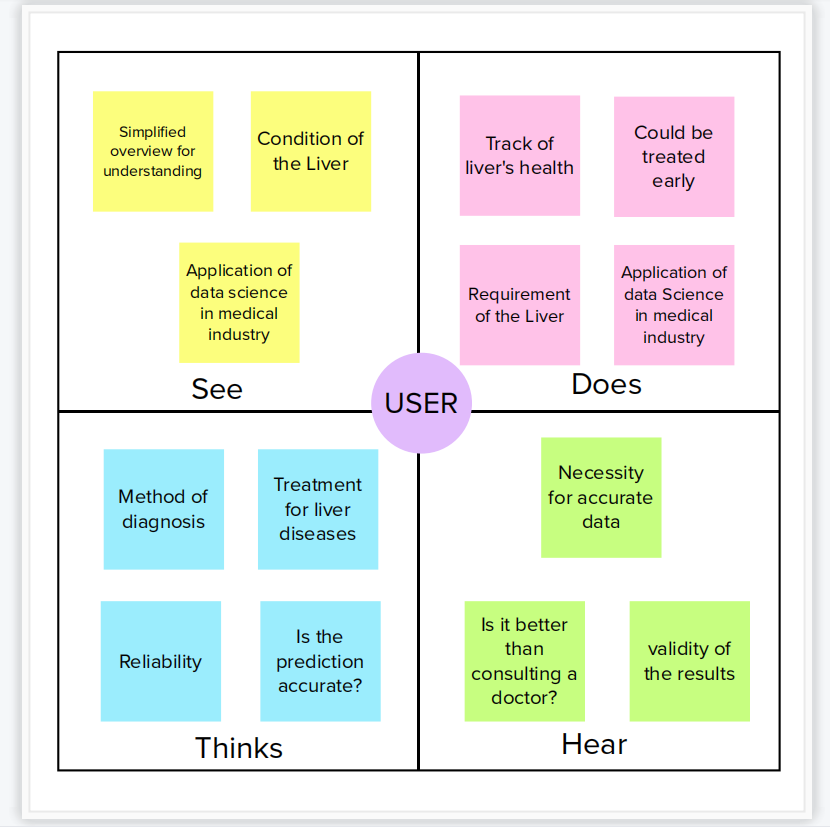 Simplified
overview for
understanding
Condition of
the Liver
Application of
data science
in medical
industry
See
Track of
liver's health
Could be
treated
early
Requirement
of the Liver
Application of
data Science
in medical
industry
Does
USER
Method of
diagnosis
Treatment
for liver
diseases
Reliability
Is the
prediction
accurate?
Thinks
Necessity
for accurate
data
Is it better
than
consulting a
doctor?
validity of
the results
Hear